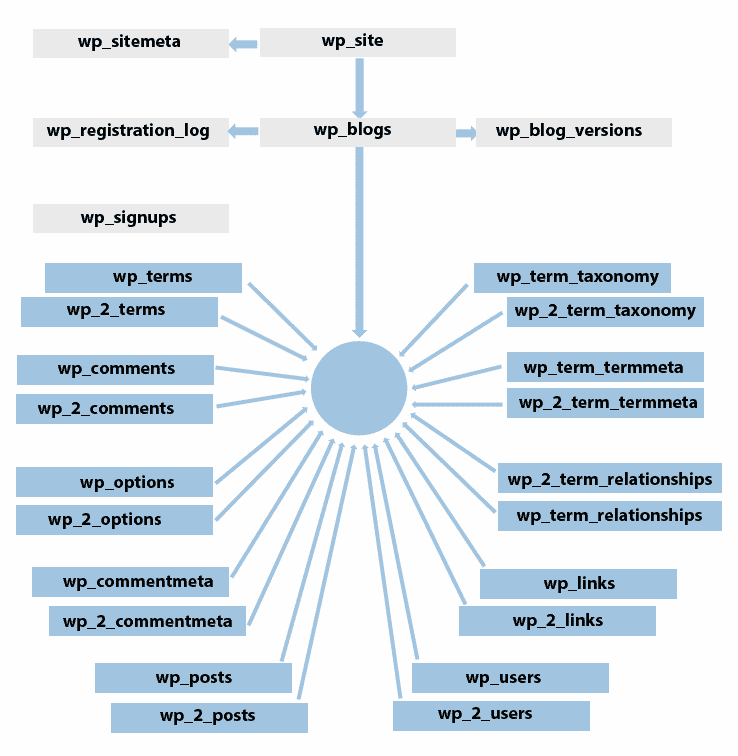 wp_sitemeta
wp_site
wp_registration_log
wp_blogs
wp_blog_versions
wp_signups
wp_terms
wp_term_taxonomy
wp_2_terms
wp_2_term_taxonomy
wp_comments
wp_term_termmeta
wp_2_comments
wp_2_term_termmeta
wp_options
wp_2_term_relationships
wp_2_options
wp_term_relationships
wp_commentmeta
wp_links
wp_2_commentmeta
wp_2_links
wp_posts
wp_users
wp_2_posts
wp_2_users